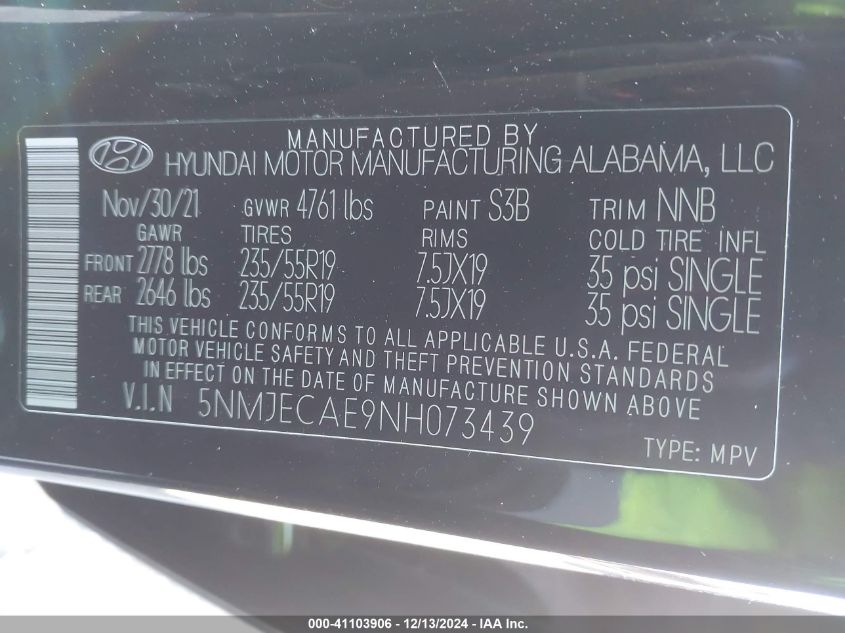 MANUFACTURED BY
HYUNDAI MOTOR MANUFACTURING ALABAMA, LLC
Nov/30/21 GVWR 4761 lbs PAINT S3B TRIM NNB
GAWR TIRES RIMS COLD TIRE INFL
FRONT 2778 lbs 235/55R19 7.5JX19 35 psi SINGLE
REAR 2646 lbs 235/55R19 7.5JX19 35 psi SINGLE
THIS VEHICLE CONFORMS TO ALL APPLICABLE U.S.A. FEDERAL
MOTOR VEHICLE SAFETY AND THEFT PREVENTION STANDARDS
IN EFFECT ON THE DATE OF MANUFACTURE SHOWN ABOVE
V.I.N 5NMJECAE9NH073439
TYPE: MPV
000-41103906 - 12/13/2024 - IAA Inc.